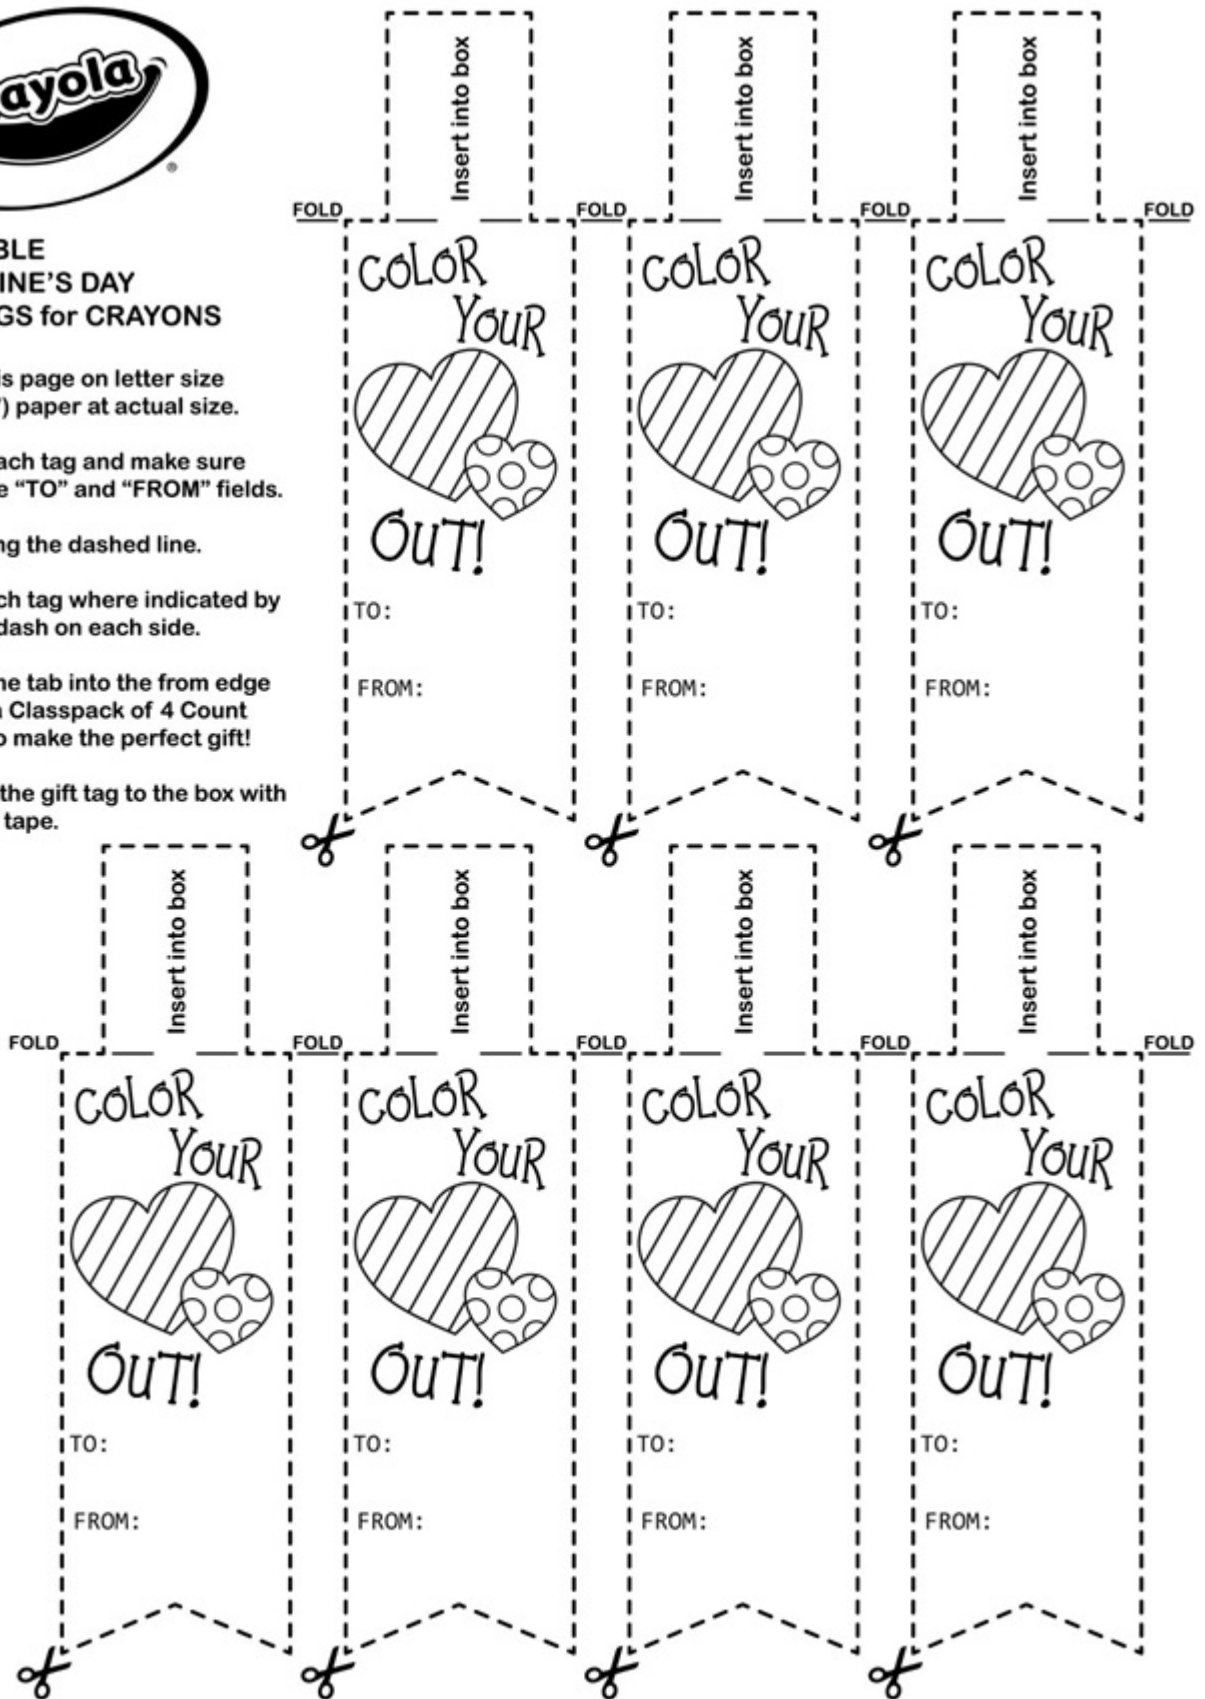 ayola
®
BLE
INE'S DAY
GS for CRAYONS
is page on letter size
") paper at actual size.
ach tag and make sure
e “TO” and “FROM” fields.
ng the dashed line.
ch tag where indicated by
dash on each side.
ne tab into the from edge
a Classpack of 4 Count
o make the perfect gift!
the gift tag to the box with
tape.
Insert into box
Insert into box
Insert into box
FOLD FOLD FOLD FOLD
COLOR
YOUR
OUT!
TO:
FROM:
COLOR
YOUR
OUT!
TO:
FROM:
COLOR
YOUR
OUT!
TO:
FROM:
Insert into box
Insert into box
Insert into box
Insert into box
FOLD FOLD FOLD FOLD FOLD
COLOR
YOUR
OUT!
TO:
FROM:
COLOR
YOUR
OUT!
TO:
FROM:
COLOR
YOUR
OUT!
TO:
FROM:
COLOR
YOUR
OUT!
TO:
FROM: